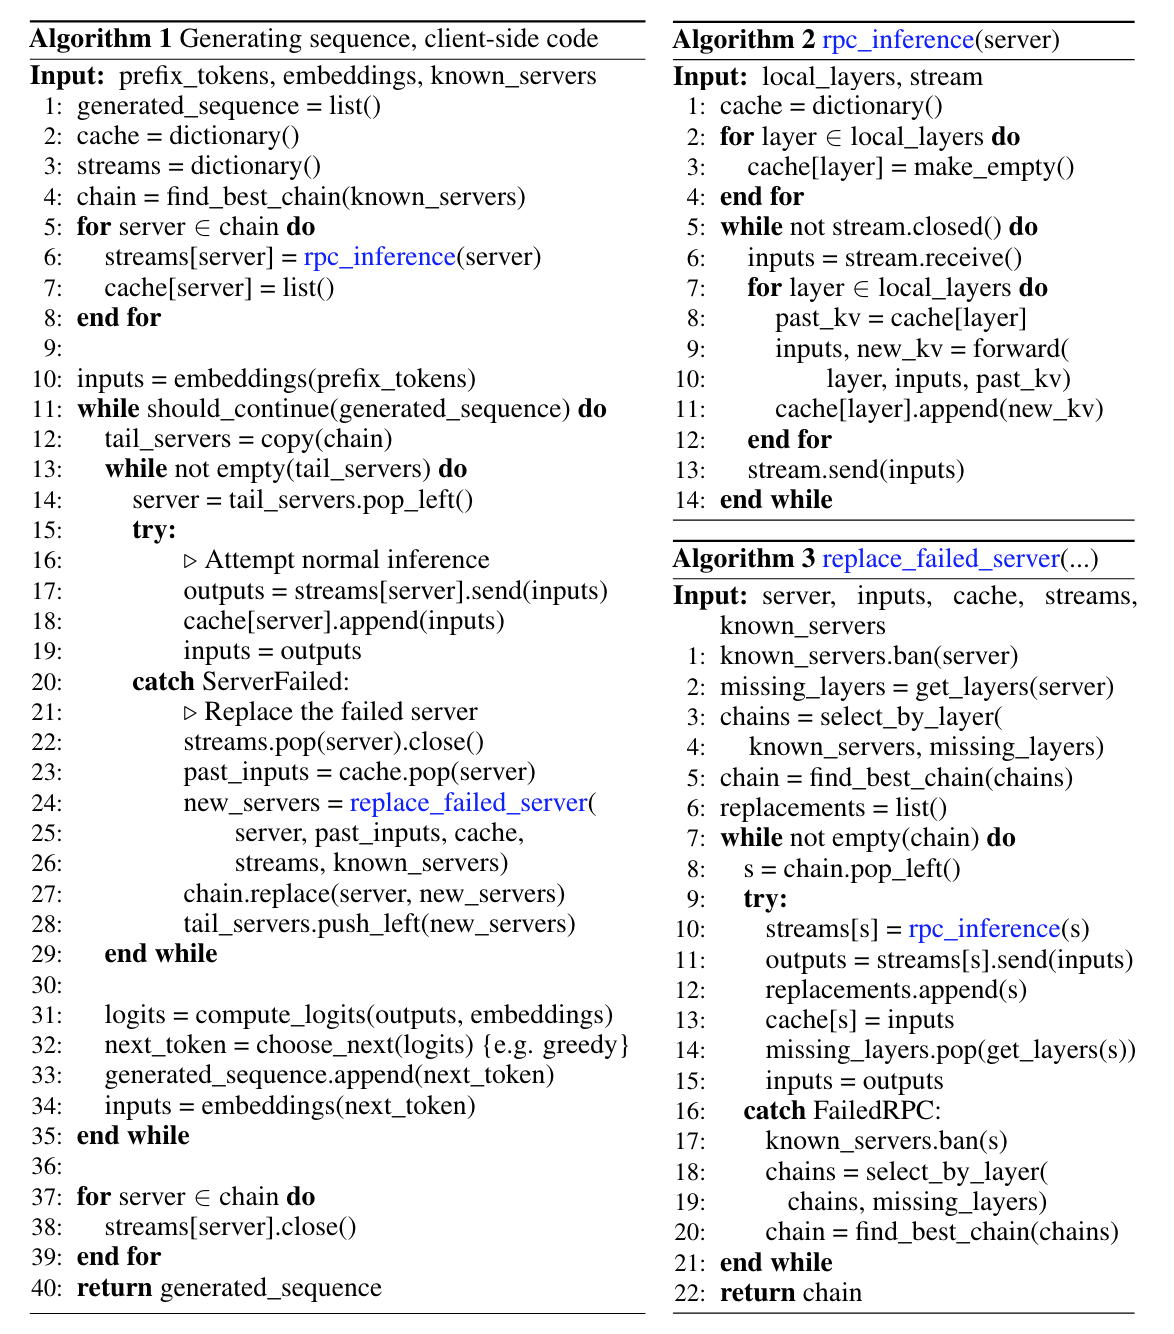 Algorithm 1 Generating sequence, client-side code
Input: prefix_tokens, embeddings, known_servers
1: generated_sequence = list()
2: cache = dictionary()
3: streams = dictionary()
4: chain = find_best_chain(known_servers)
5: for server ∈ chain do
6: streams[server] = rpc_inference(server)
7: cache[server] = list()
8: end for
9:
10: inputs = embeddings(prefix_tokens)
11: while should_continue(generated_sequence) do
12: tail_servers = copy(chain)
13: while not empty(tail_servers) do
14: server = tail_servers.pop_left()
15: try:
16: ▷ Attempt normal inference
17: outputs = streams[server].send(inputs)
18: cache[server].append(inputs)
19: inputs = outputs
20: catch ServerFailed:
21: ▷ Replace the failed server
22: streams.pop(server).close()
23: past_inputs = cache.pop(server)
24: new_servers = replace_failed_server(
25: server, past_inputs, cache,
26: streams, known_servers)
27: chain.replace(server, new_servers)
28: tail_servers.push_left(new_servers)
29: end while
30:
31: logits = compute_logits(outputs, embeddings)
32: next_token = choose_next(logits) {e.g. greedy}
33: generated_sequence.append(next_token)
34: inputs = embeddings(next_token)
35: end while
36:
37: for server ∈ chain do
38: streams[server].close()
39: end for
40: return generated_sequence
Algorithm 2 rpc_inference(server)
Input: local_layers, stream
1: cache = dictionary()
2: for layer ∈ local_layers do
3: cache[layer] = make_empty()
4: end for
5: while not stream.closed() do
6: inputs = stream.receive()
7: for layer ∈ local_layers do
8: past_kv = cache[layer]
9: inputs, new_kv = forward(
10: layer, inputs, past_kv)
11: cache[layer].append(new_kv)
12: end for
13: stream.send(inputs)
14: end while
Algorithm 3 replace_failed_server(...)
Input: server, inputs, cache, streams,
known_servers
1: known_servers.ban(server)
2: missing_layers = get_layers(server)
3: chains = select_by_layer(
4: known_servers, missing_layers)
5: chain = find_best_chain(chains)
6: replacements = list()
7: while not empty(chain) do
8: s = chain.pop_left()
9: try:
10: streams[s] = rpc_inference(s)
11: outputs = streams[s].send(inputs)
12: replacements.append(s)
13: cache[s] = inputs
14: missing_layers.pop(get_layers(s))
15: inputs = outputs
16: catch FailedRPC:
17: known_servers.ban(s)
18: chains = select_by_layer(
19: chains, missing_layers)
20: chain = find_best_chain(chains)
21: end while
22: return chain